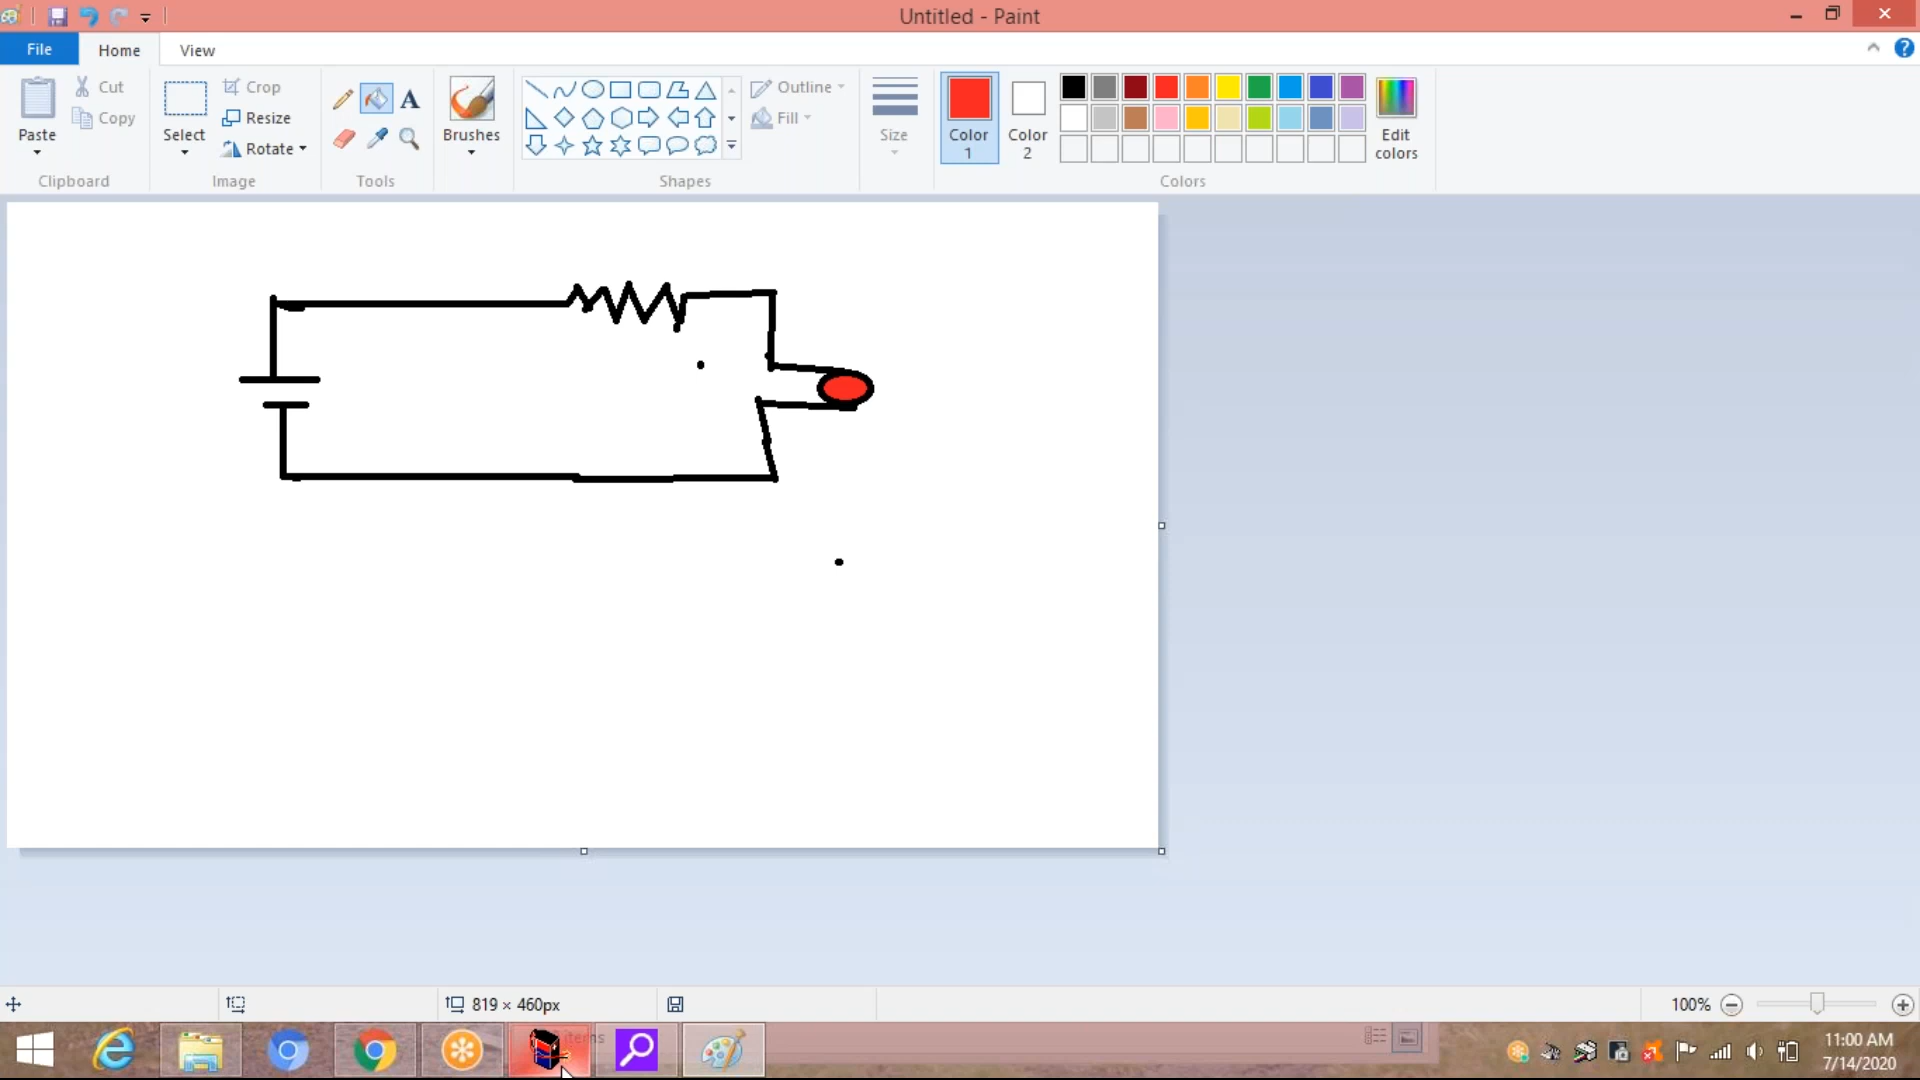 Untitled - Paint
File Home View
Paste
Cut
Copy
Clipboard
Select
Crop
Resize
Rotate
Image
A
Tools
Brushes
Shapes
Outline
Fill
Size
Color 1
Color 2
Edit colors
Colors
819 × 460px
100%
items
11:00 AM
7/14/2020